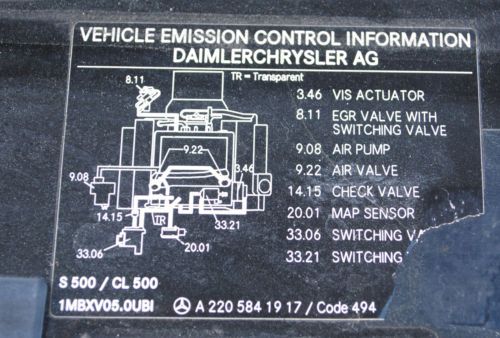 VEHICLE EMISSION CONTROL INFORMATION
DAIMLERCHRYSLER AG
TR = Transparent
8.11
9.22
3.46
9.08
14.15
TR
33.21
33.06
20.01
3.46 VIS ACTUATOR
8.11 EGR VALVE WITH
SWITCHING VALVE
9.08 AIR PUMP
9.22 AIR VALVE
14.15 CHECK VALVE
20.01 MAP SENSOR
33.06 SWITCHING VA
33.21 SWITCHING
S 500 / CL 500
1MBXV05.0UBI A 220 584 19 17 / Code 494